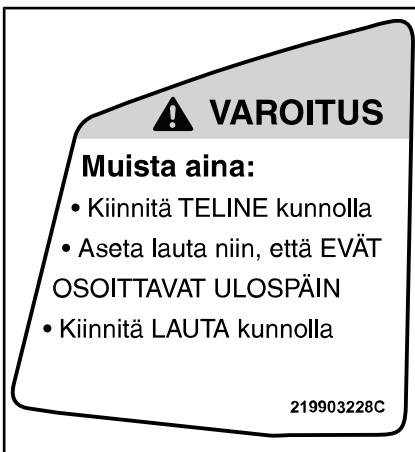 VAROITUS
Muista aina:
• Kiinnitä TELINE kunnolla
• Aseta lauta niin, että EVÄT
OSOITTAVAT ULOSPÄIN
• Kiinnitä LAUTA kunnolla
219903228C